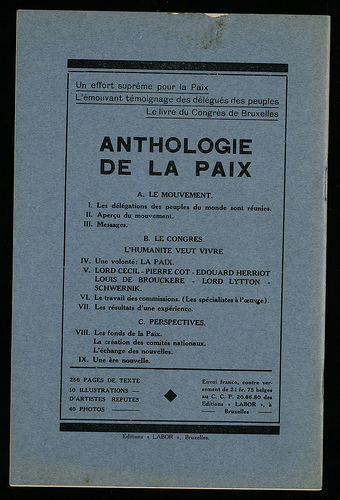 Un effort suprême pour la Paix
L'émouvant témoignage des délégués des peuples
Le livre du Congrès de Bruxelles
ANTHOLOGIE
DE LA PAIX
A. LE MOUVEMENT.
I. Les délégations des peuples du monde sont réunies.
II. Aperçu du mouvement.
III. Messages.
B. LE CONGRES
L'HUMANITE VEUT VIVRE
IV. Une volonté: LA PAIX.
V. LORD CECIL - PIERRE COT - EDOUARD HERRIOT
LOUIS DE BROUCKERE - LORD LYTTON -
SCHWERNIK.
VI. Le travail des commissions. (Les spécialistes à l'œuvre).
VII. Les résultats d'une expérience.
C. PERSPECTIVES.
VIII. Les fonds de la Paix.
La création des comités nationaux.
L'échange des nouvelles.
IX. Une ère nouvelle.
256 PAGES DE TEXTE
10 ILLUSTRATIONS —
D'ARTISTES REPUTES
40 PHOTOS —
Envoi franco, contre ver-
sement de 21 fr. 75 belges
au C. C. P. 20.86.80 des
Editions « LABOR », à
— Bruxelles —
Editions « LABOR », Bruxelles.